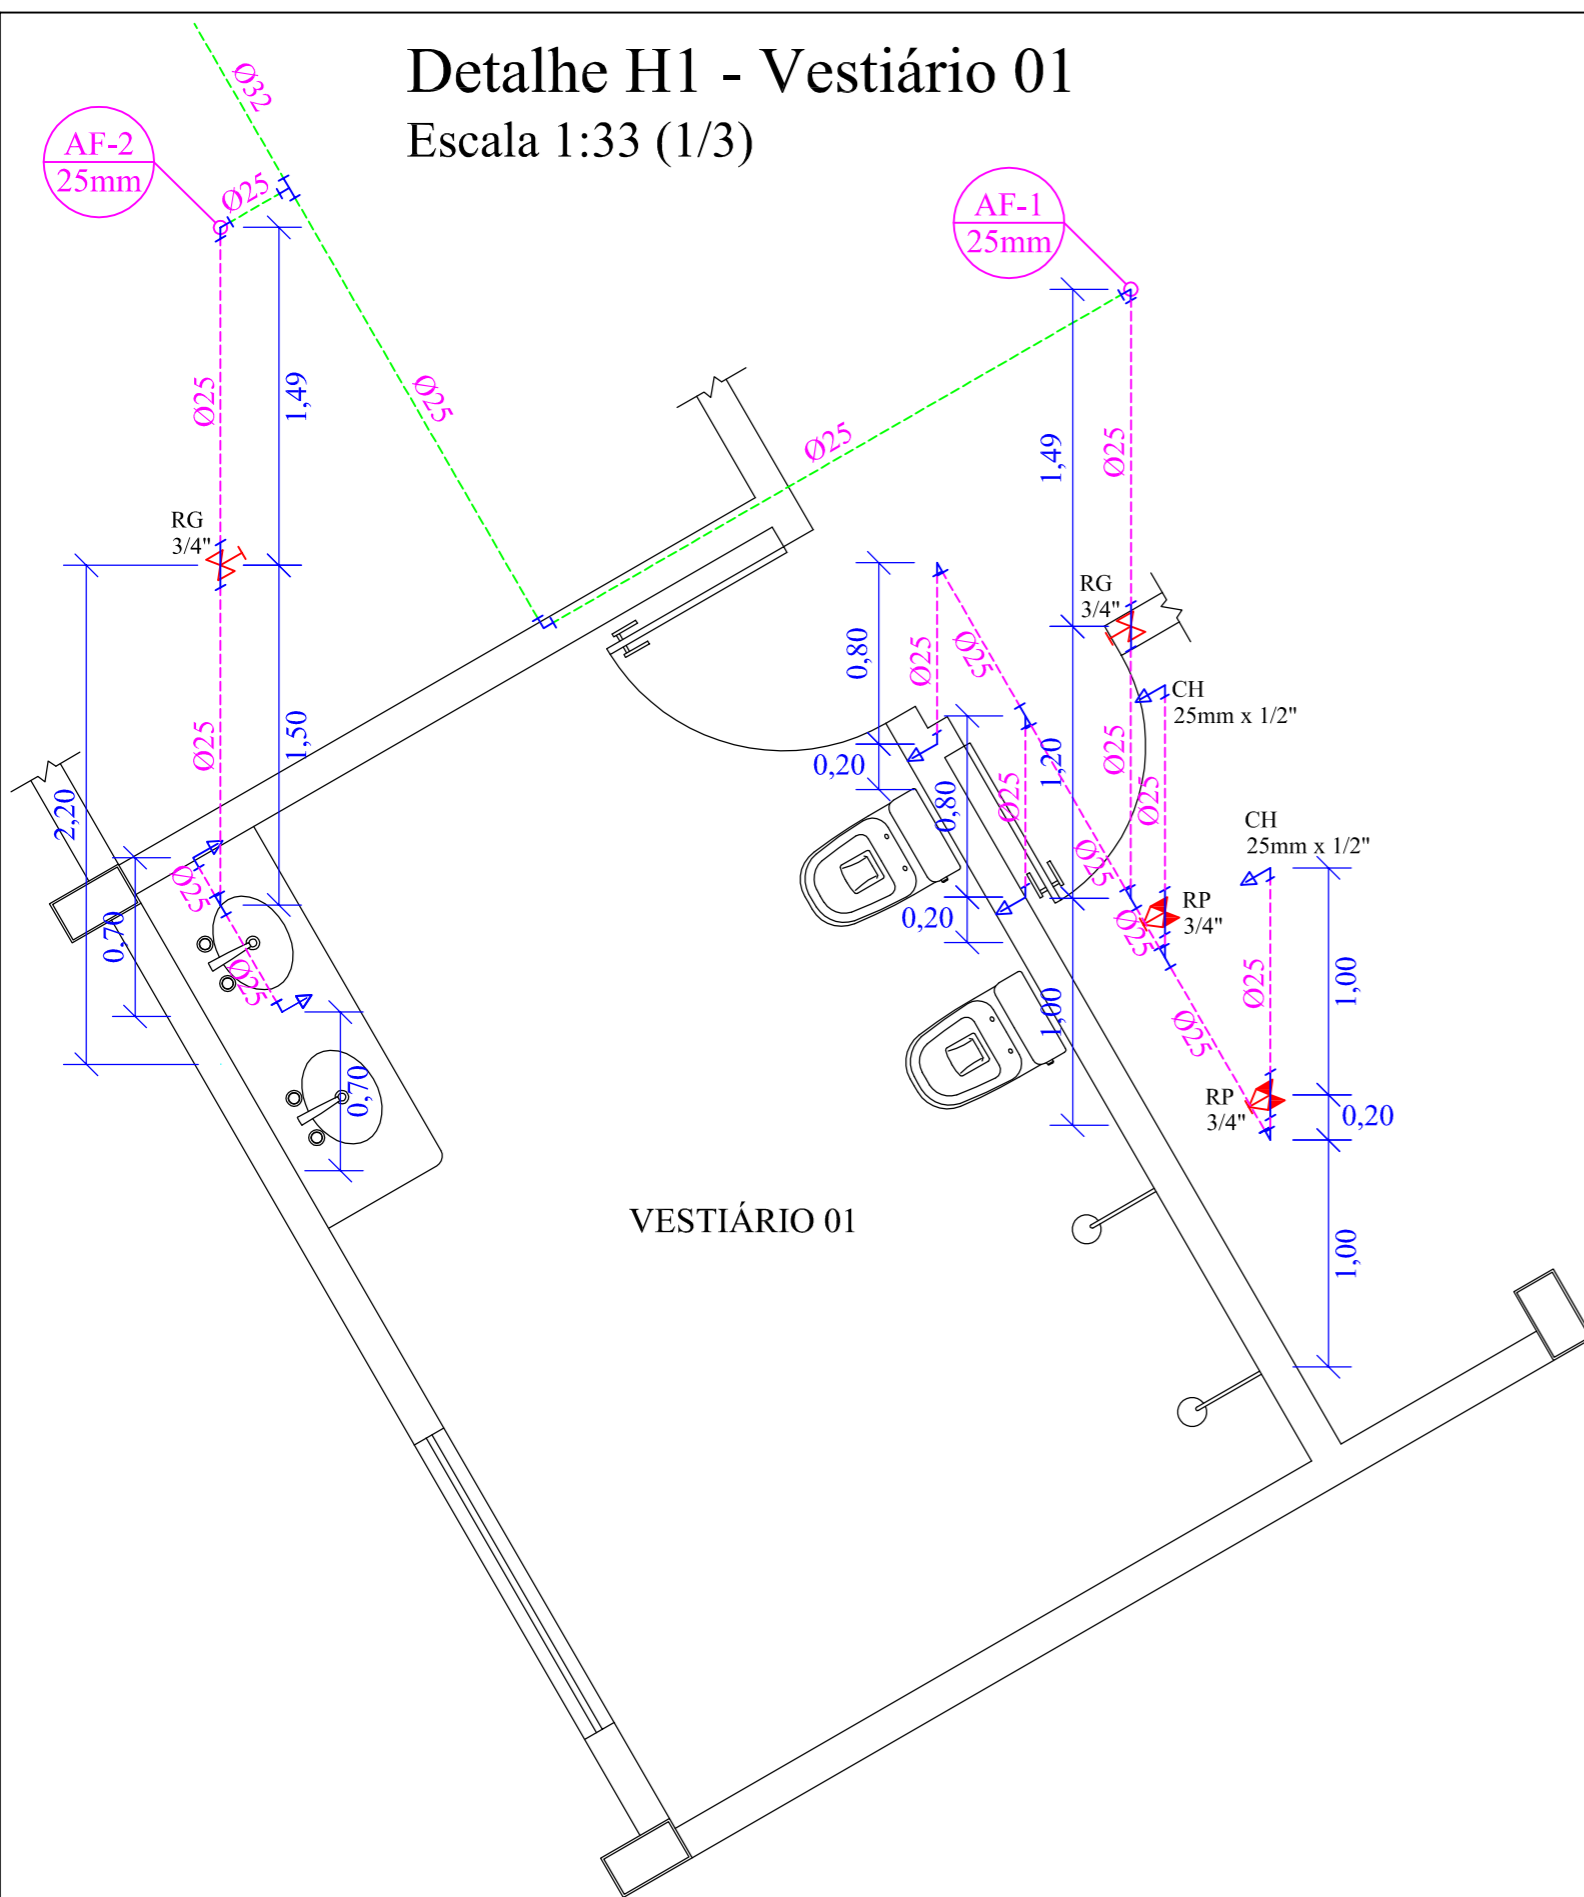 Detalhe H1 - Vestiário 01
Escala 1:33 (1/3)
Ø32
AF-2
25mm
Ø25
AF-1
25mm
Ø25
1,49
Ø25
Ø25
1,49
Ø25
RG
3/4"
RG
3/4"
0,80
Ø25
Ø25
CH
25mm x 1/2"
Ø25
1,50
0,20
1,20
Ø25
Ø25
Ø25
0,80
2,20
CH
25mm x 1/2"
Ø25
Ø25
0,70
0,20
Ø25
RP
3/4"
Ø25
1,00
Ø25
1,00
Ø25
0,70
RP
3/4"
0,20
VESTIÁRIO 01
1,00